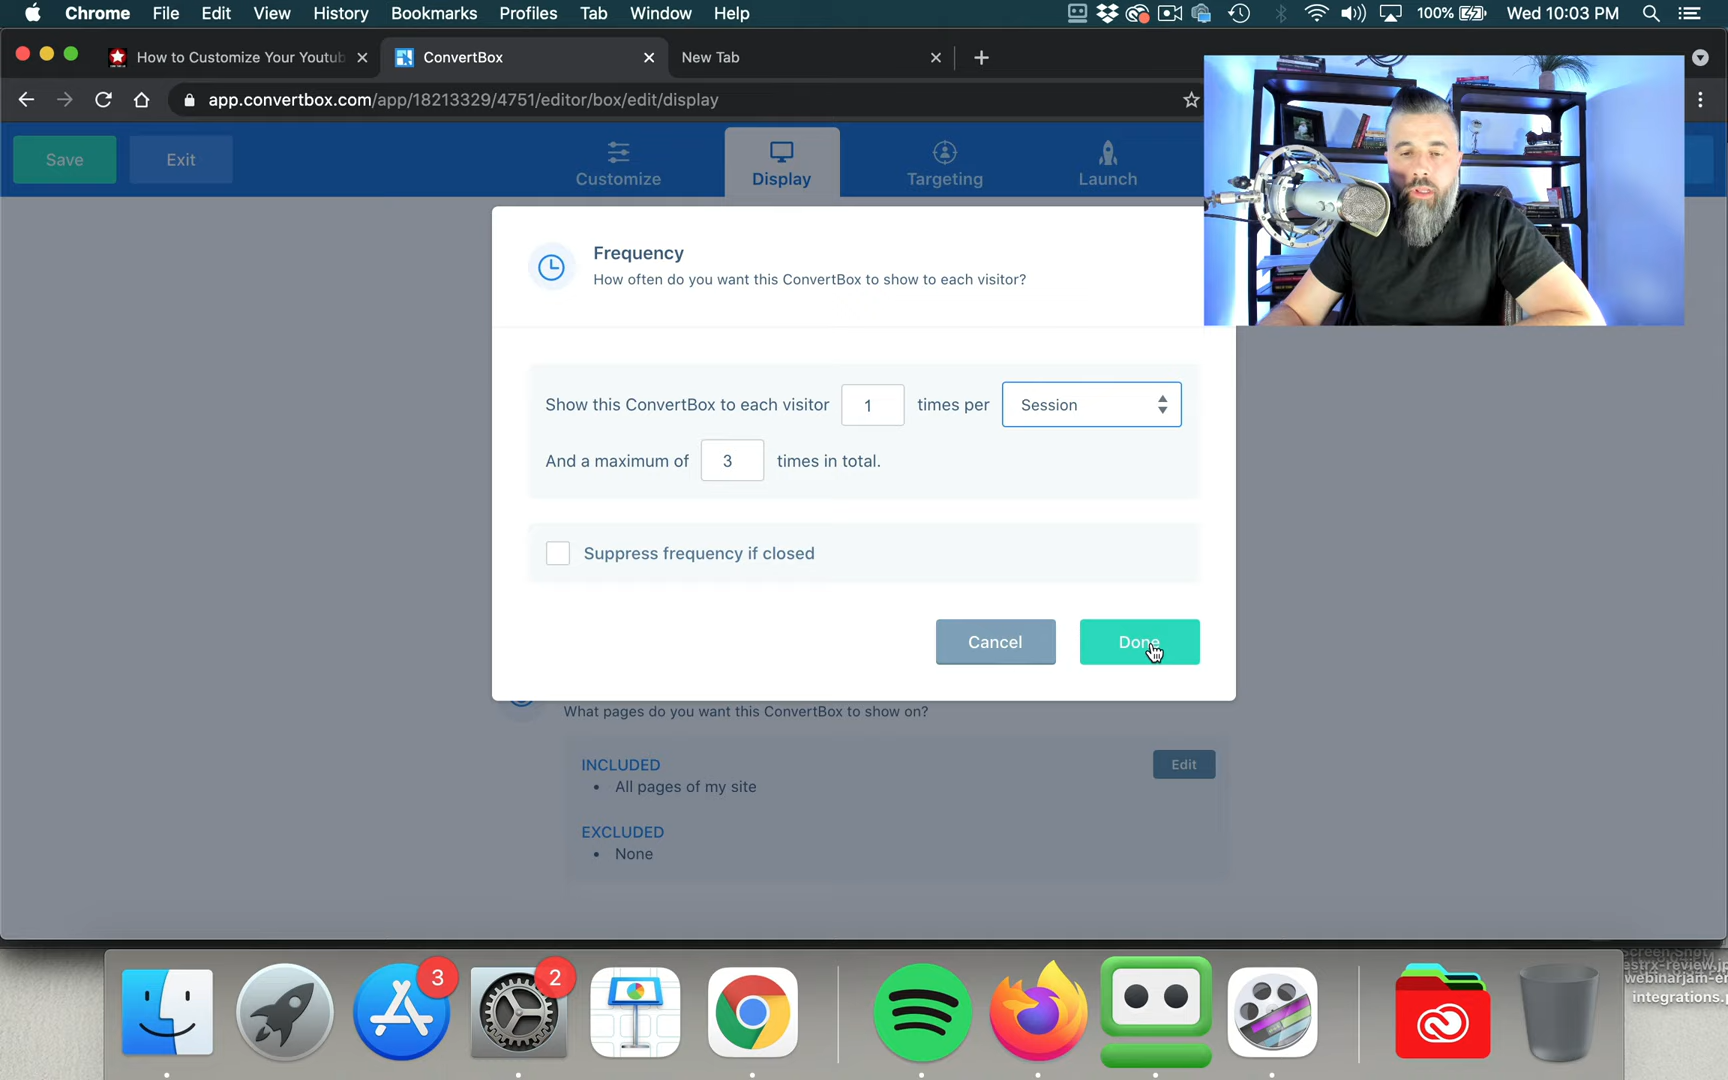 Chrome File Edit View History Bookmarks Profiles Tab Window Help 100% Wed 10:03 PM
How to Customize Your Youtub ConvertBox New Tab
app.convertbox.com/app/18213329/4751/editor/box/edit/display
Save Exit Customize Display Targeting Launch
Frequency
How often do you want this ConvertBox to show to each visitor?
Show this ConvertBox to each visitor 1 times per Session
And a maximum of 3 times in total.
Suppress frequency if closed
Cancel Done
What pages do you want this ConvertBox to show on?
INCLUDED Edit
• All pages of my site
EXCLUDED
• None
3 2
integrations.p